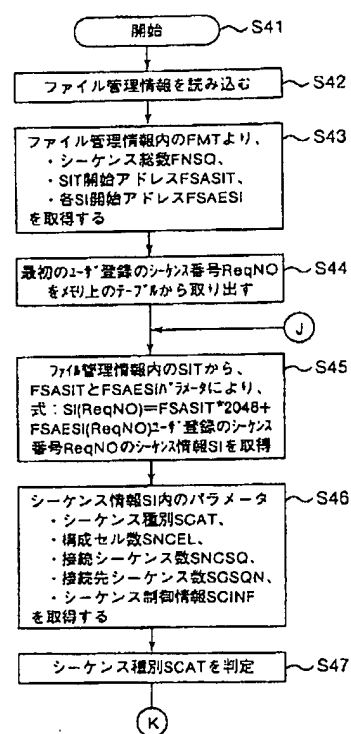 開始
S41
ファイル管理情報を読み込む
S42
ファイル管理情報内のFMTより、
・シーケンス総数FNSQ、
・SIT開始アドレスFSASIT、
・各SI開始アドレスFSAESI
を取得する
S43
最初のユーザ登録のシーケンス番号ReqNO
をメモリ上のテーブルから取り出す
S44
J
ファイル管理情報内のSITから、
FSASITとFSAESIパラメータにより、
式：SI(ReqNO)=FSASIT*2048+
FSAESI(ReqNO)ユーザ登録のシーケンス
番号ReqNOのシーケンス情報SIを取得
S45
シーケンス情報SI内のパラメータ
・シーケンス種別SCAT、
・構成セル数SNCEL、
・接続シーケンス数SNCSQ、
・接続先シーケンス数SCSQN、
・シーケンス制御情報SCINF
を取得する
S46
シーケンス種別SCATを判定
S47
K